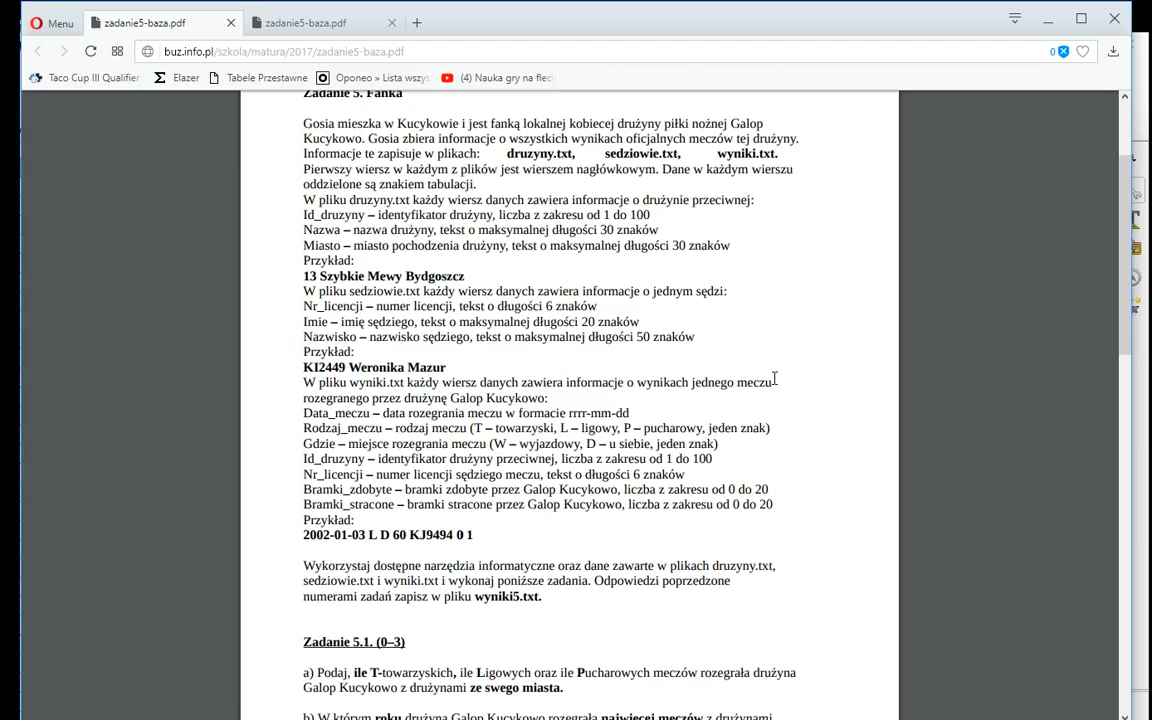 Menu
zadanie5-baza.pdf
zadanie5-baza.pdf
buz.info.pl/szkola/matura/2017/zadanie5-baza.pdf
0
Taco Cup III Qualifier
Elazer
Tabele Przestawne
Oponeo » Lista wszys
(4) Nauka gry na flec
Zadanie 5. Fanka
Gosia mieszka w Kucykowie i jest fanką lokalnej kobiecej drużyny piłki nożnej Galop
Kucykowo. Gosia zbiera informacje o wszystkich wynikach oficjalnych meczów tej drużyny.
Informacje te zapisuje w plikach: druzyny.txt, sedziowie.txt, wyniki.txt.
Pierwszy wiersz w każdym z plików jest wierszem nagłówkowym. Dane w każdym wierszu
oddzielone są znakiem tabulacji.
W pliku druzyny.txt każdy wiersz danych zawiera informacje o drużynie przeciwnej:
Id_druzyny – identyfikator drużyny, liczba z zakresu od 1 do 100
Nazwa – nazwa drużyny, tekst o maksymalnej długości 30 znaków
Miasto – miasto pochodzenia drużyny, tekst o maksymalnej długości 30 znaków
Przykład:
13 Szybkie Mewy Bydgoszcz
W pliku sedziowie.txt każdy wiersz danych zawiera informacje o jednym sędzi:
Nr_licencji – numer licencji, tekst o długości 6 znaków
Imie – imię sędziego, tekst o maksymalnej długości 20 znaków
Nazwisko – nazwisko sędziego, tekst o maksymalnej długości 50 znaków
Przykład:
KI2449 Weronika Mazur
W pliku wyniki.txt każdy wiersz danych zawiera informacje o wynikach jednego meczu
rozegranego przez drużynę Galop Kucykowo:
Data_meczu – data rozegrania meczu w formacie rrrr-mm-dd
Rodzaj_meczu – rodzaj meczu (T – towarzyski, L – ligowy, P – pucharowy, jeden znak)
Gdzie – miejsce rozegrania meczu (W – wyjazdowy, D – u siebie, jeden znak)
Id_druzyny – identyfikator drużyny przeciwnej, liczba z zakresu od 1 do 100
Nr_licencji – numer licencji sędziego meczu, tekst o długości 6 znaków
Bramki_zdobyte – bramki zdobyte przez Galop Kucykowo, liczba z zakresu od 0 do 20
Bramki_stracone – bramki stracone przez Galop Kucykowo, liczba z zakresu od 0 do 20
Przykład:
2002-01-03 L D 60 KJ9494 0 1
Wykorzystaj dostępne narzędzia informatyczne oraz dane zawarte w plikach druzyny.txt,
sedziowie.txt i wyniki.txt i wykonaj poniższe zadania. Odpowiedzi poprzedzone
numerami zadań zapisz w pliku wyniki5.txt.
Zadanie 5.1. (0–3)
a) Podaj, ile T-towarzyskich, ile Ligowych oraz ile Pucharowych meczów rozegrała drużyna
Galop Kucykowo z drużynami ze swego miasta.
b) W którym roku drużyna Galop Kucykowo rozegrała najwięcej meczów z drużynami